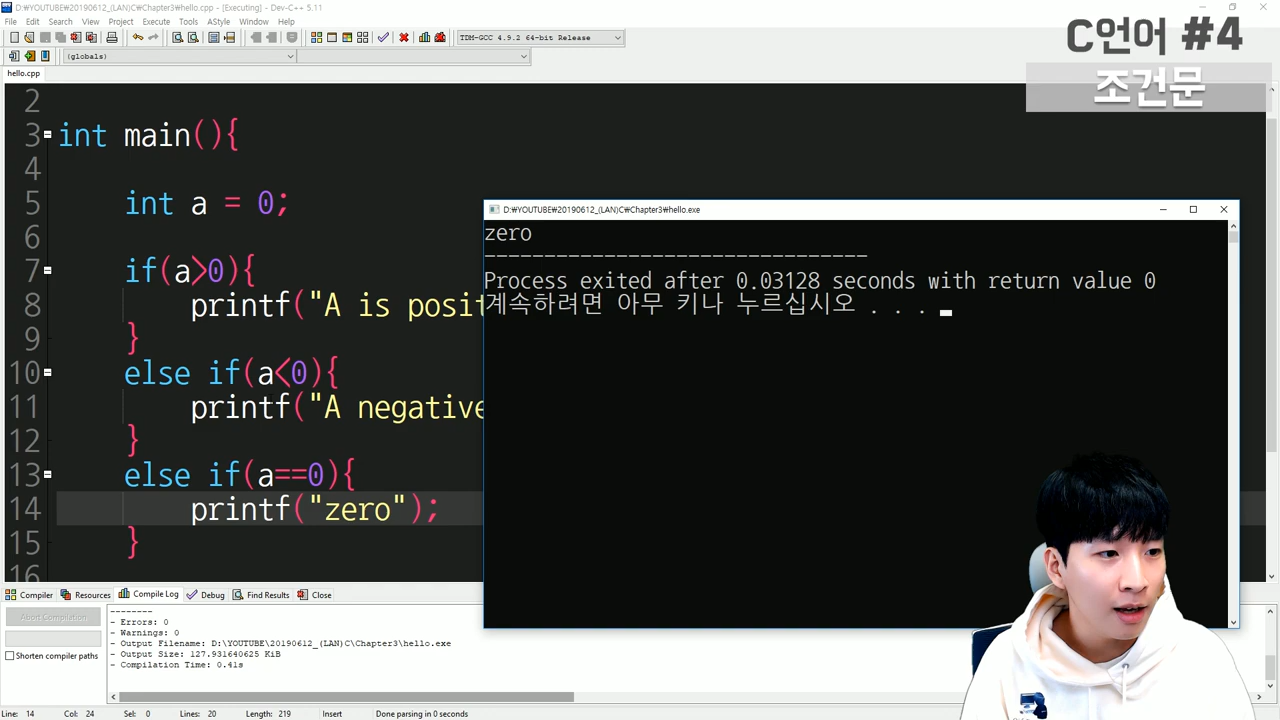 D:\YOUTUBE\20190612_(LAN)C\Chapter3\hello.cpp - [Executing] - Dev-C++ 5.11
File Edit Search View Project Execute Tools AStyle Window Help
TDM-GCC 4.9.2 64-bit Release
(globals)
hello.cpp
C언어 #4
조건문
2
3 int main(){
4
5 int a = 0;
6
7 if(a>0){
8 printf("A is posit
9 }
10 else if(a<0){
11 printf("A negative
12 }
13 else if(a==0){
14 printf("zero");
15 }
16
D:₩YOUTUBE₩20190612_(LAN)C₩Chapter3₩hello.exe
zero
--------------------------------
Process exited after 0.03128 seconds with return value 0
계속하려면 아무 키나 누르십시오 . . .
Compiler Resources Compile Log Debug Find Results Close
Abort Compilation
Shorten compiler paths
--------
- Errors: 0
- Warnings: 0
- Output Filename: D:\YOUTUBE\20190612_(LAN)C\Chapter3\hello.exe
- Output Size: 127.931640625 KiB
- Compilation Time: 0.41s
Line: 14 Col: 24 Sel: 0 Lines: 20 Length: 219 Done parsing in 0 seconds